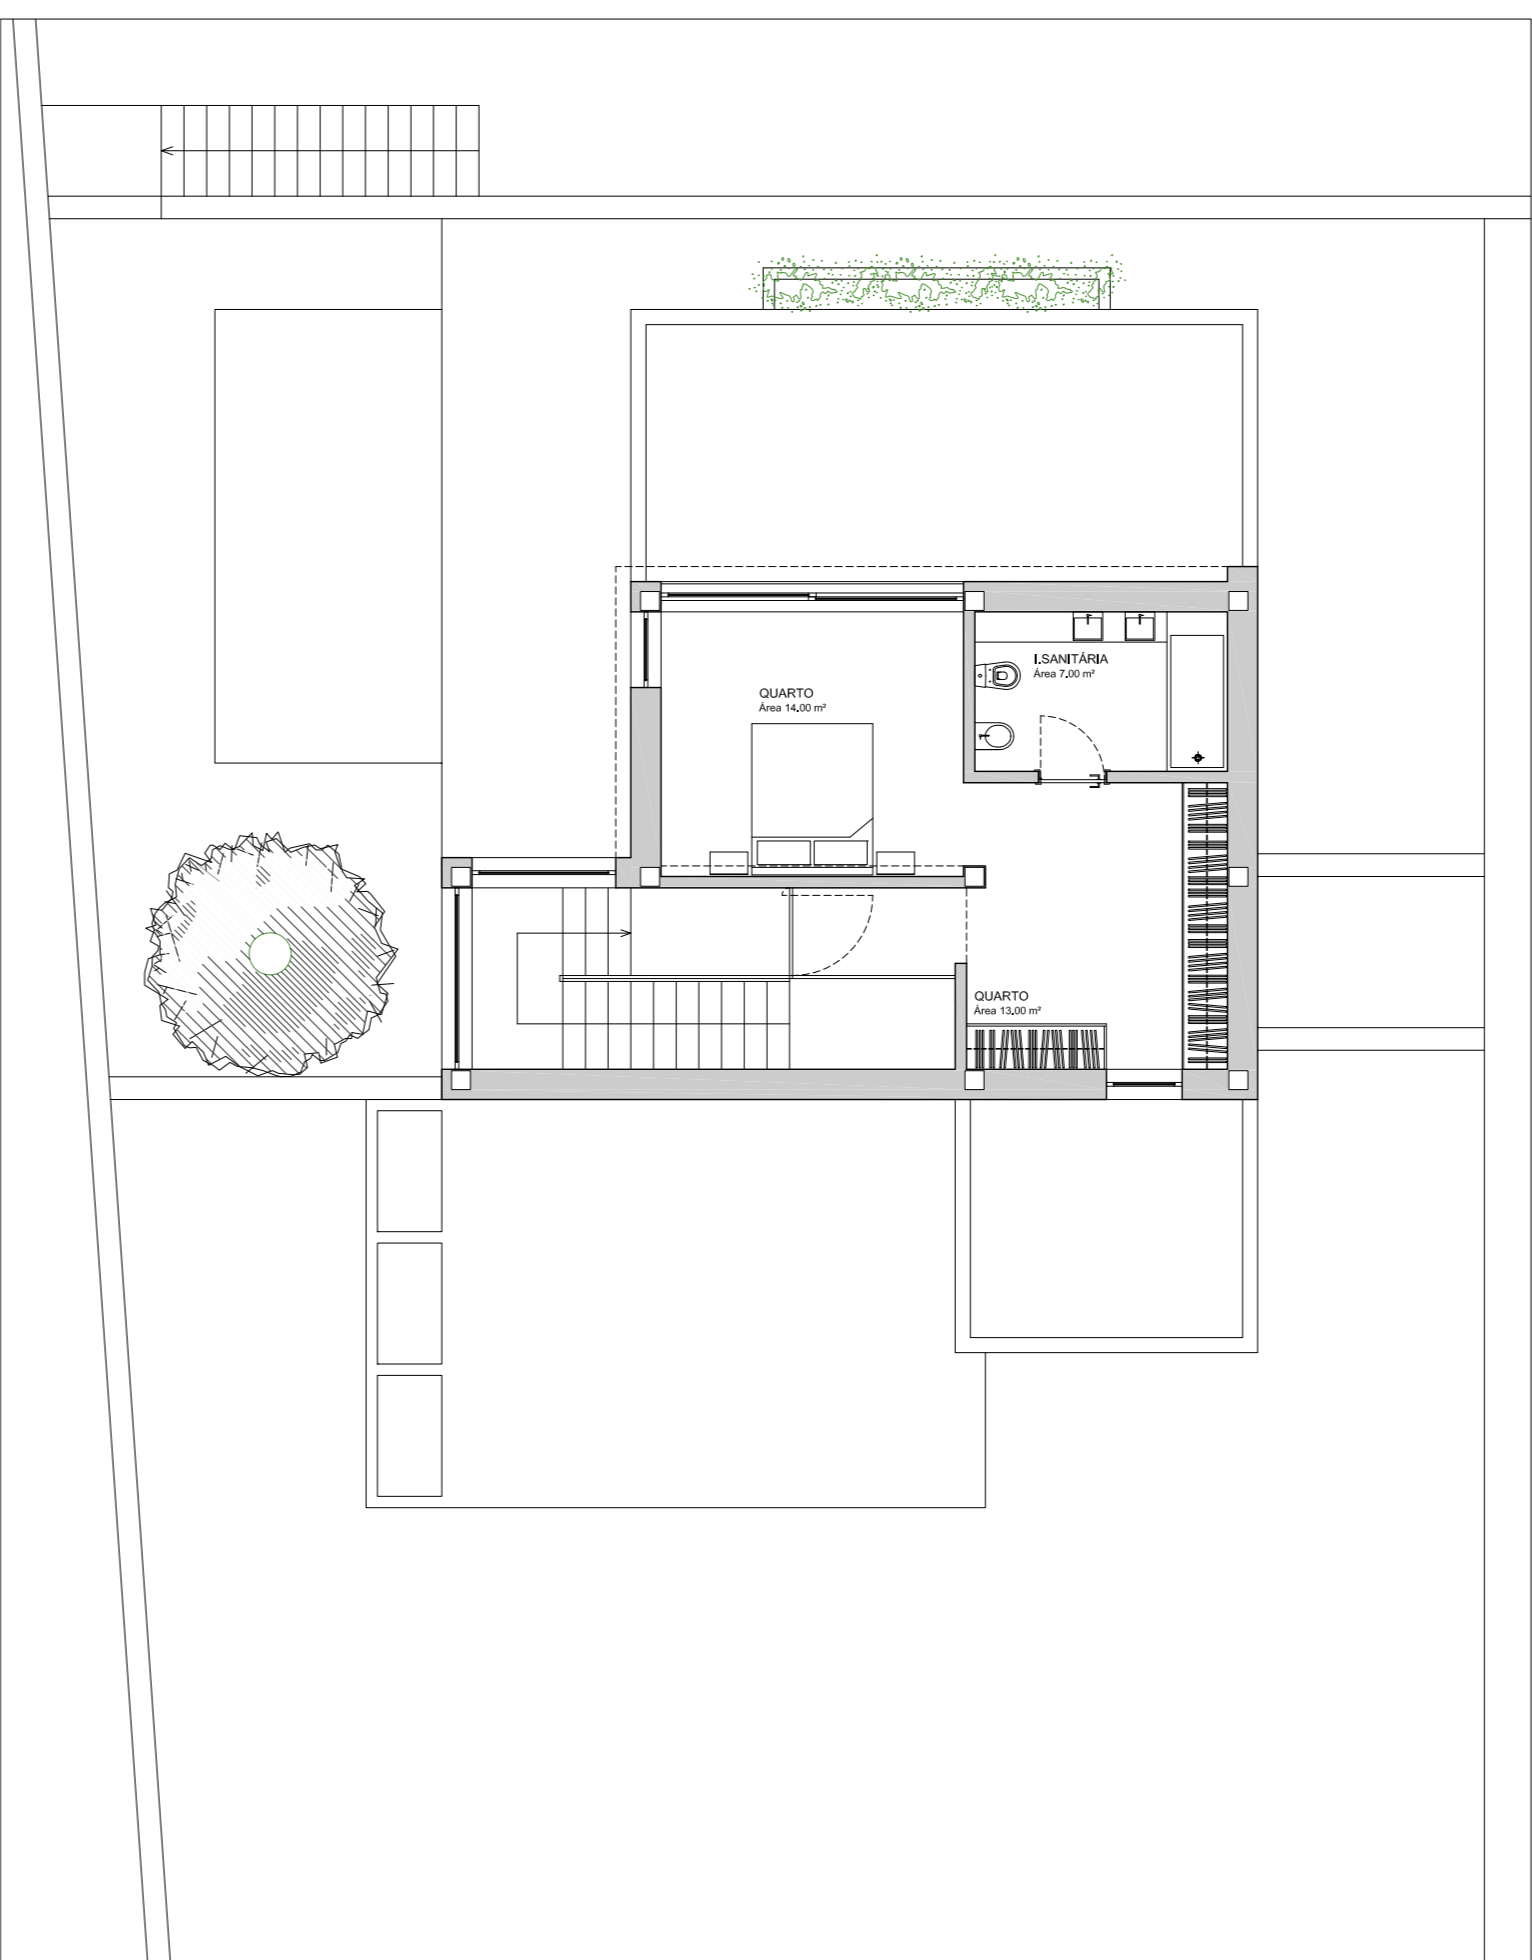 I.SANITÁRIA
Área 7.00 m²
QUARTO
Área 14.00 m²
QUARTO
Área 13.00 m²